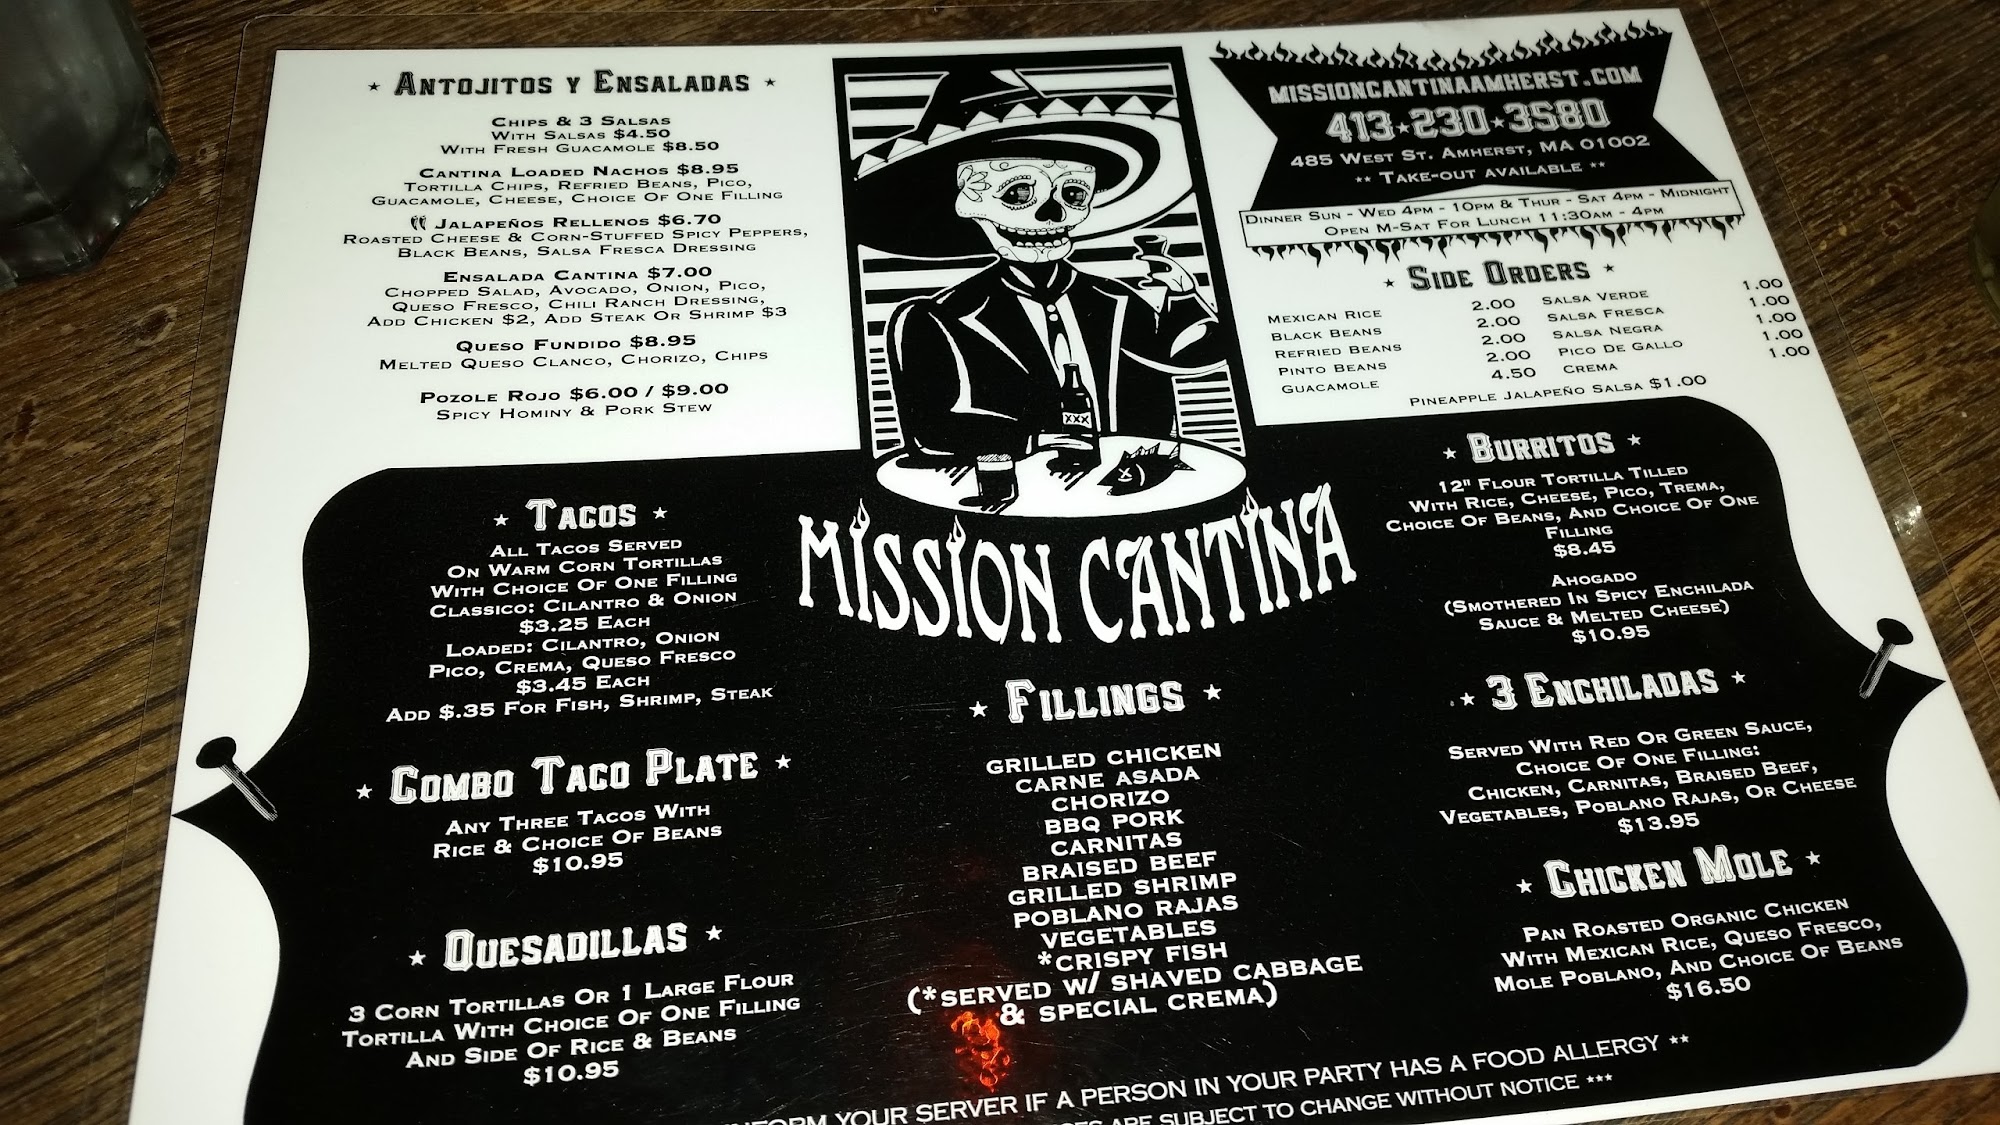 Antojitos y Ensaladas
Chips & 3 Salsas
With Salsas $4.50
With Fresh Guacamole $8.50
Cantina Loaded Nachos $8.95
Tortilla Chips, Refried Beans, Pico,
Guacamole, Cheese, Choice Of One Filling
Jalapeños Rellenos $6.70
Roasted Cheese & Corn-Stuffed Spicy Peppers,
Black Beans, Salsa Fresca Dressing
Ensalada Cantina $7.00
Chopped Salad, Avocado, Onion, Pico,
Queso Fresco, Chili Ranch Dressing,
Add Chicken $2, Add Steak Or Shrimp $3
Queso Fundido $8.95
Melted Queso Clanco, Chorizo, Chips
Pozole Rojo $6.00 / $9.00
Spicy Hominy & Pork Stew
XXX
Mission Cantina
missioncantinaamherst.com
413★230★3580
485 West St. Amherst, MA 01002
** Take-out available **
Dinner Sun - Wed 4pm - 10pm & Thur - Sat 4pm - Midnight
Open M-Sat For Lunch 11:30am - 4pm
Side Orders
Mexican Rice 2.00
Black Beans 2.00
Refried Beans 2.00
Pinto Beans 2.00
Guacamole 4.50
Salsa Verde 1.00
Salsa Fresca 1.00
Salsa Negra 1.00
Pico De Gallo 1.00
Crema 1.00
Pineapple Jalapeño Salsa $1.00
Tacos
All Tacos Served
On Warm Corn Tortillas
With Choice Of One Filling
Classico: Cilantro & Onion
$3.25 Each
Loaded: Cilantro, Onion
Pico, Crema, Queso Fresco
$3.45 Each
Add $.35 For Fish, Shrimp, Steak
Combo Taco Plate
Any Three Tacos With
Rice & Choice Of Beans
$10.95
Quesadillas
3 Corn Tortillas Or 1 Large Flour
Tortilla With Choice Of One Filling
And Side Of Rice & Beans
$10.95
Fillings
GRILLED CHICKEN
CARNE ASADA
CHORIZO
BBQ PORK
CARNITAS
BRAISED BEEF
GRILLED SHRIMP
POBLANO RAJAS
VEGETABLES
*CRISPY FISH
(*SERVED W/ SHAVED CABBAGE
& SPECIAL CREMA)
Burritos
12" Flour Tortilla Tilled
With Rice, Cheese, Pico, Trema,
Choice Of Beans, And Choice Of One
Filling
$8.45
Ahogado
(Smothered In Spicy Enchilada
Sauce & Melted Cheese)
$10.95
3 Enchiladas
Served With Red Or Green Sauce,
Choice Of One Filling:
Chicken, Carnitas, Braised Beef,
Vegetables, Poblano Rajas, Or Cheese
$13.95
Chicken Mole
Pan Roasted Organic Chicken
With Mexican Rice, Queso Fresco,
Mole Poblano, And Choice Of Beans
$16.50
YOUR SERVER IF A PERSON IN YOUR PARTY HAS A FOOD ALLERGY **
ARE SUBJECT TO CHANGE WITHOUT NOTICE ***